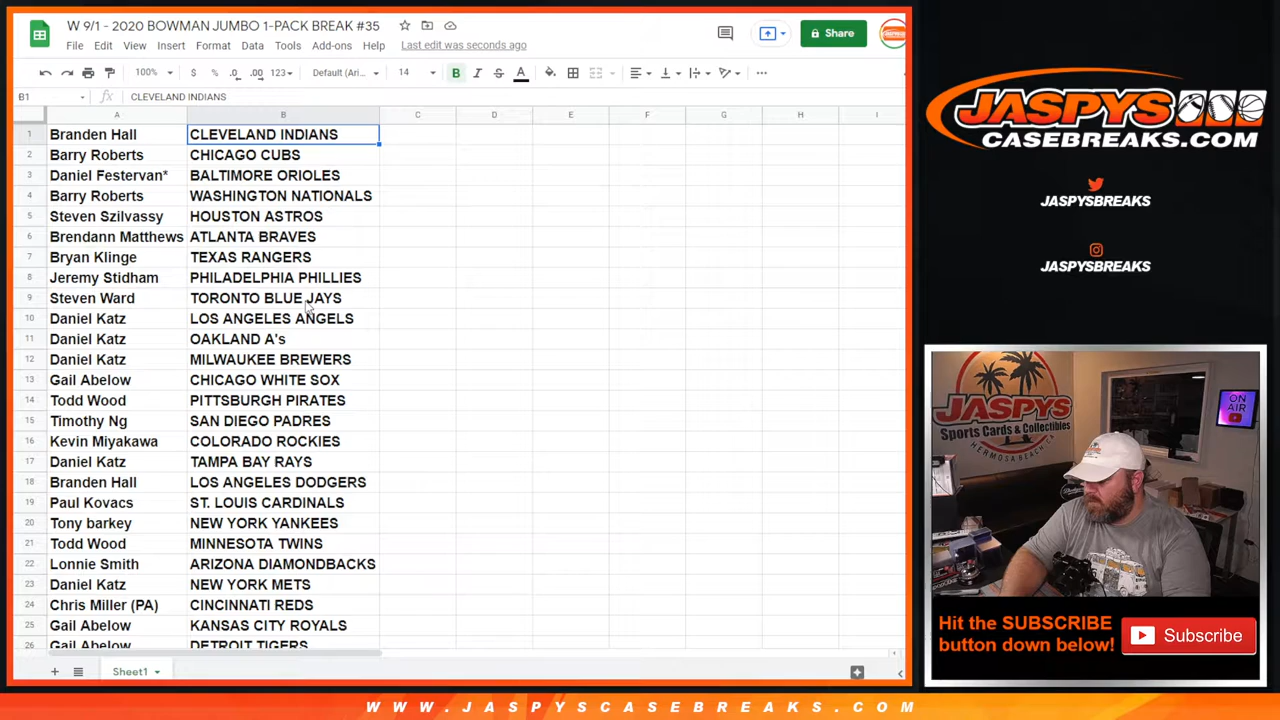 W 9/1 - 2020 BOWMAN JUMBO 1-PACK BREAK #35
File Edit View Insert Format Data Tools Add-ons Help Last edit was seconds ago
Share
100% $ % .0 .00 123 Default (Ari... 14 B I S A
B1 fx CLEVELAND INDIANS
A B C D E F G H I
1 Branden Hall CLEVELAND INDIANS
2 Barry Roberts CHICAGO CUBS
3 Daniel Festervan* BALTIMORE ORIOLES
4 Barry Roberts WASHINGTON NATIONALS
5 Steven Szilvassy HOUSTON ASTROS
6 Brendann Matthews ATLANTA BRAVES
7 Bryan Klinge TEXAS RANGERS
8 Jeremy Stidham PHILADELPHIA PHILLIES
9 Steven Ward TORONTO BLUE JAYS
10 Daniel Katz LOS ANGELES ANGELS
11 Daniel Katz OAKLAND A's
12 Daniel Katz MILWAUKEE BREWERS
13 Gail Abelow CHICAGO WHITE SOX
14 Todd Wood PITTSBURGH PIRATES
15 Timothy Ng SAN DIEGO PADRES
16 Kevin Miyakawa COLORADO ROCKIES
17 Daniel Katz TAMPA BAY RAYS
18 Branden Hall LOS ANGELES DODGERS
19 Paul Kovacs ST. LOUIS CARDINALS
20 Tony barkey NEW YORK YANKEES
21 Todd Wood MINNESOTA TWINS
22 Lonnie Smith ARIZONA DIAMONDBACKS
23 Daniel Katz NEW YORK METS
24 Chris Miller (PA) CINCINNATI REDS
25 Gail Abelow KANSAS CITY ROYALS
26 Gail Abelow DETROIT TIGERS
Sheet1
JASPYS
CASEBREAKS.COM
JASPYSBREAKS
JASPYSBREAKS
JASPYS
Sports Cards & Collectibles
HERMOSA BEACH, CA
ON
AIR
Hit the SUBSCRIBE
button down below!
Subscribe
WWW.JASPYSCASEBREAKS.COM